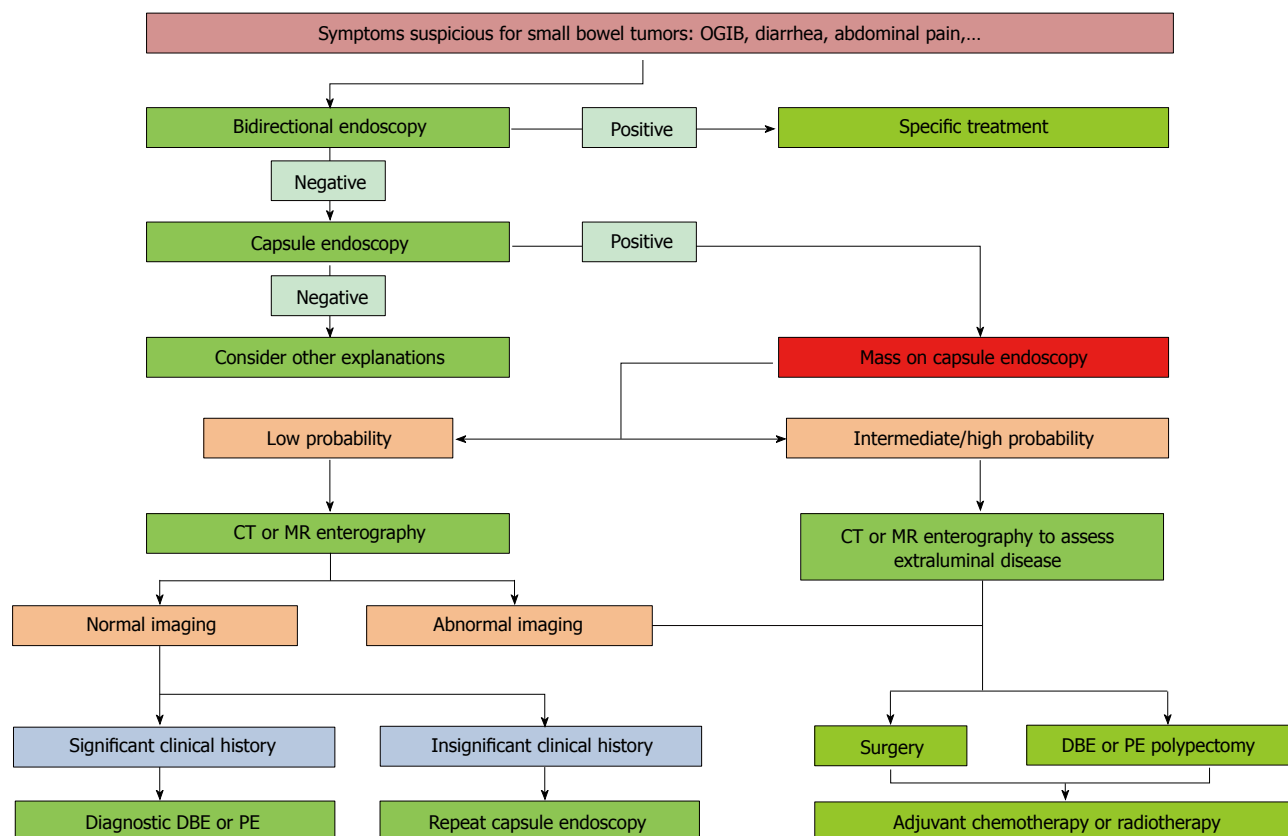 Symptoms suspicious for small bowel tumors: OGIB, diarrhea, abdominal pain,…
Bidirectional endoscopy
Positive
Specific treatment
Negative
Capsule endoscopy
Positive
Negative
Consider other explanations
Mass on capsule endoscopy
Low probability
Intermediate/high probability
CT or MR enterography
CT or MR enterography to assess
extraluminal disease
Normal imaging
Abnormal imaging
Significant clinical history
Insignificant clinical history
Surgery
DBE or PE polypectomy
Diagnostic DBE or PE
Repeat capsule endoscopy
Adjuvant chemotherapy or radiotherapy